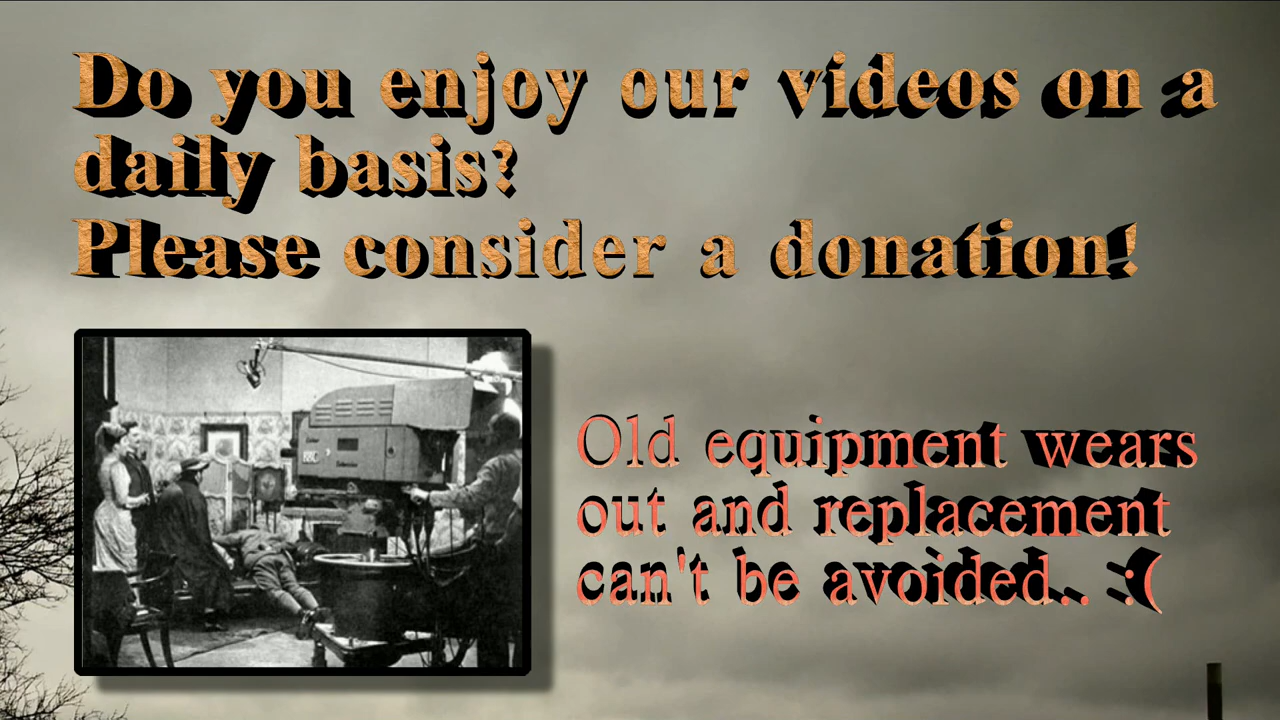 Do you enjoy our videos on a
daily basis?
Please consider a donation!
Old equipment wears
out and replacement
can't be avoided.. :(
BBC